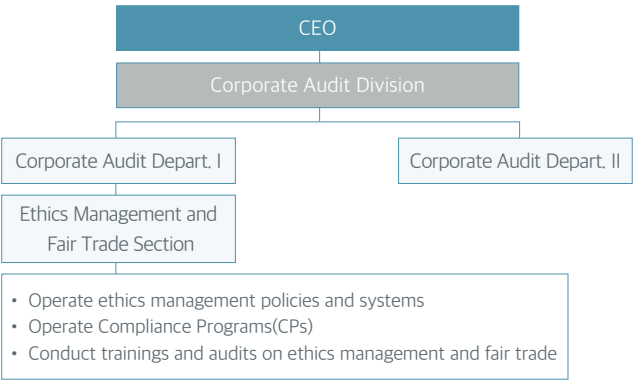 CEO
Corporate Audit Division
Corporate Audit Depart. I
Corporate Audit Depart. II
Ethics Management and
Fair Trade Section
• Operate ethics management policies and systems
• Operate Compliance Programs(CPs)
• Conduct trainings and audits on ethics management and fair trade